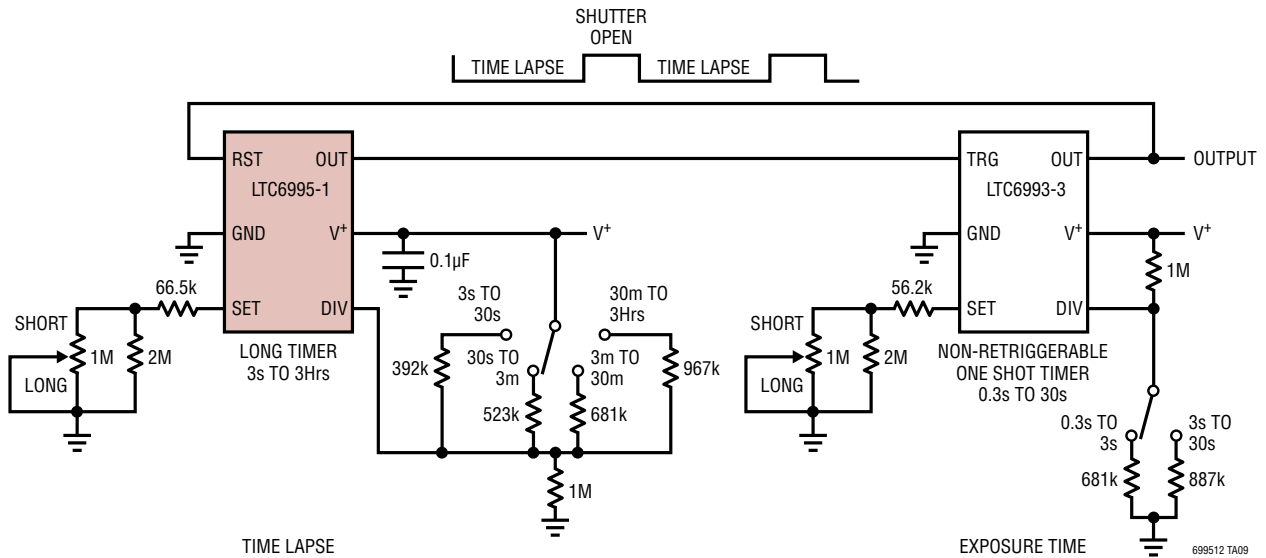 SHUTTER
OPEN
TIME LAPSE
TIME LAPSE
RST
OUT
LTC6995-1
GND
V+
SET
DIV
LONG TIMER
3s TO 3Hrs
66.5k
SHORT
1M
2M
LONG
0.1µF
V+
3s TO
30s
30s TO
3m
30m TO
3Hrs
3m TO
30m
392k
523k
681k
967k
1M
TIME LAPSE
TRG
OUT
LTC6993-3
GND
V+
SET
DIV
NON-RETRIGGERABLE
ONE SHOT TIMER
0.3s TO 30s
56.2k
SHORT
1M
2M
LONG
OUTPUT
V+
1M
0.3s TO
3s
3s TO
30s
681k
887k
EXPOSURE TIME
699512 TA09